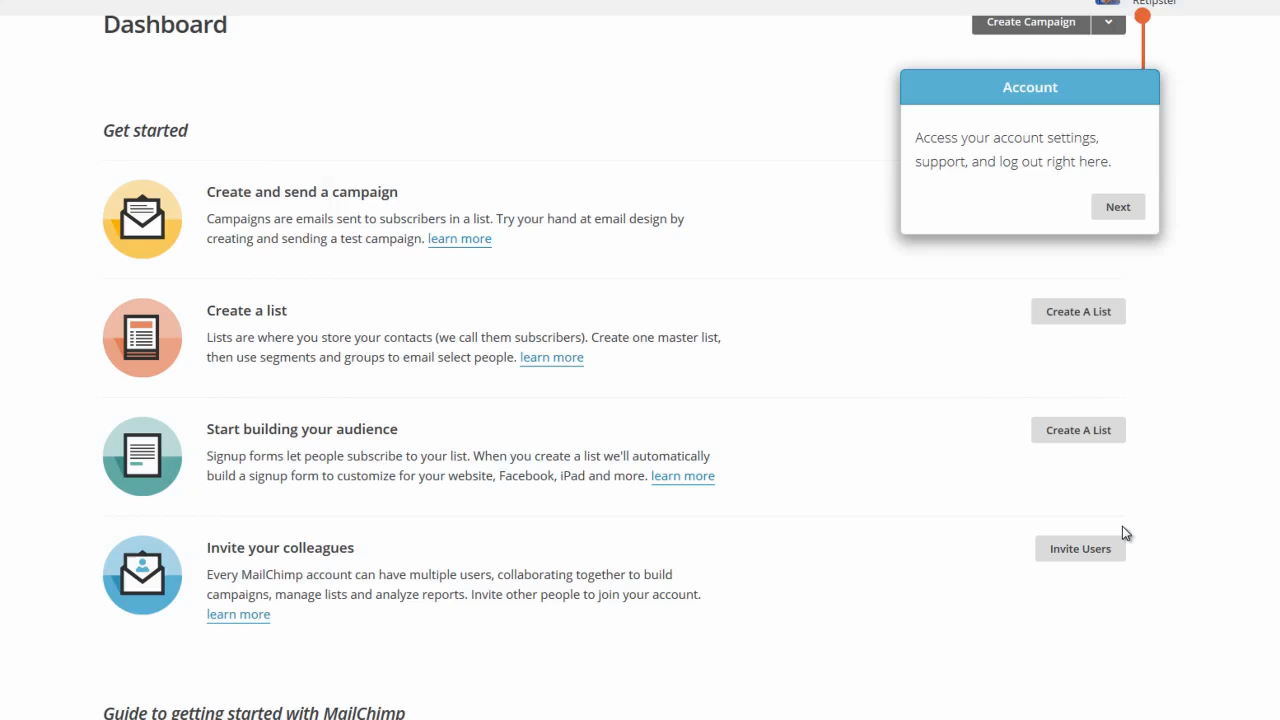 REtipster
Dashboard
Create Campaign
Account
Access your account settings,
support, and log out right here.
Next
Get started
Create and send a campaign
Campaigns are emails sent to subscribers in a list. Try your hand at email design by
creating and sending a test campaign. learn more
Create a list
Lists are where you store your contacts (we call them subscribers). Create one master list,
then use segments and groups to email select people. learn more
Create A List
Start building your audience
Signup forms let people subscribe to your list. When you create a list we'll automatically
build a signup form to customize for your website, Facebook, iPad and more. learn more
Create A List
Invite your colleagues
Every MailChimp account can have multiple users, collaborating together to build
campaigns, manage lists and analyze reports. Invite other people to join your account.
learn more
Invite Users
Guide to getting started with MailChimp